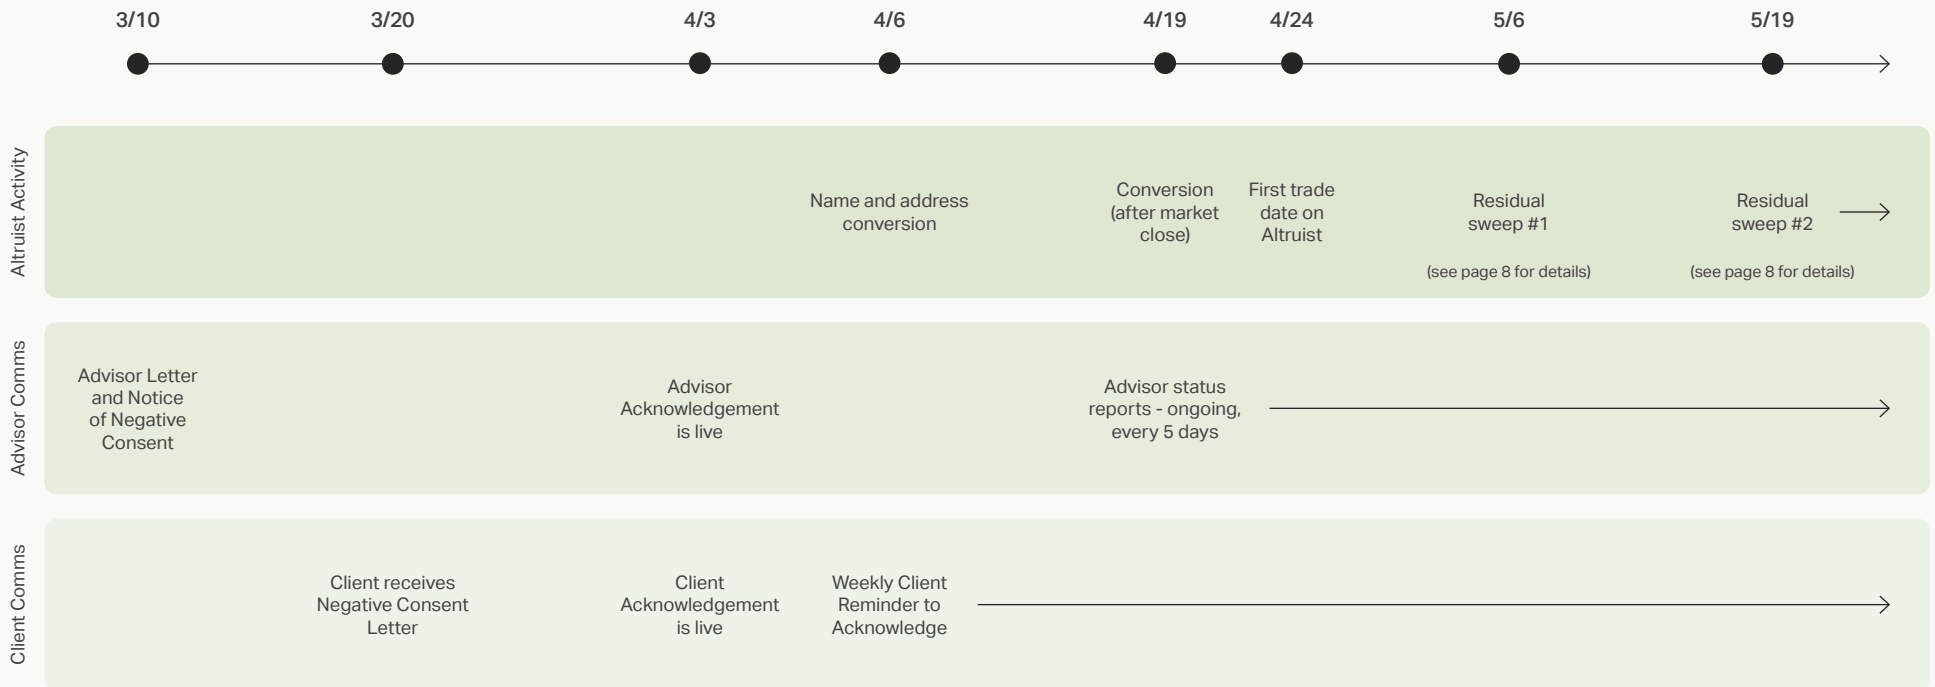 3/10 3/20 4/3 4/6 4/19 4/24 5/6 5/19
Altruist Activity
Name and address
conversion
Conversion
(after market
close)
First trade
date on
Altruist
Residual
sweep #1
(see page 8 for details)
Residual
sweep #2
(see page 8 for details)
Advisor Comms
Advisor Letter
and Notice
of Negative
Consent
Advisor
Acknowledgement
is live
Advisor status
reports - ongoing,
every 5 days
Client Comms
Client receives
Negative Consent
Letter
Client
Acknowledgement
is live
Weekly Client
Reminder to
Acknowledge